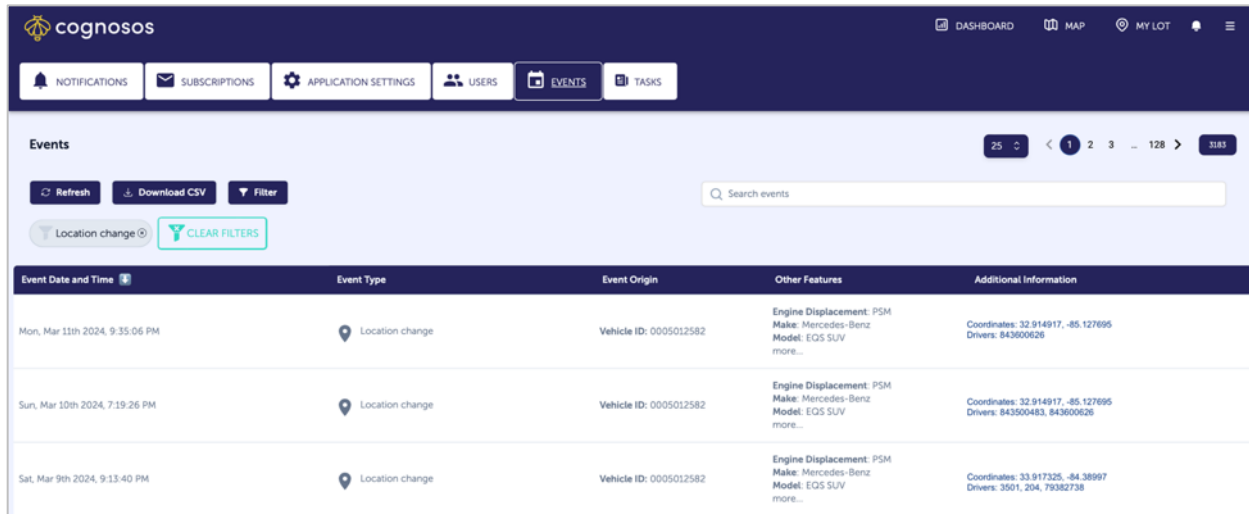 cognosos
DASHBOARD
MAP
MY LOT
NOTIFICATIONS
SUBSCRIPTIONS
APPLICATION SETTINGS
USERS
EVENTS
TASKS
Events
25
1 2 3 ... 128
3183
Refresh
Download CSV
Filter
Search events
Location change
CLEAR FILTERS
Event Date and Time
Event Type
Event Origin
Other Features
Additional Information
Mon, Mar 11th 2024, 9:35:06 PM
Location change
Vehicle ID: 0005012582
Engine Displacement: PSM
Make: Mercedes-Benz
Model: EQS SUV
more...
Coordinates: 32.914917, -85.127695
Drivers: 843600626
Sun, Mar 10th 2024, 7:19:26 PM
Location change
Vehicle ID: 0005012582
Engine Displacement: PSM
Make: Mercedes-Benz
Model: EQS SUV
more...
Coordinates: 32.914917, -85.127695
Drivers: 843500483, 843600626
Sat, Mar 9th 2024, 9:13:40 PM
Location change
Vehicle ID: 0005012582
Engine Displacement: PSM
Make: Mercedes-Benz
Model: EQS SUV
more...
Coordinates: 33.917325, -84.38997
Drivers: 3501, 204, 79382738